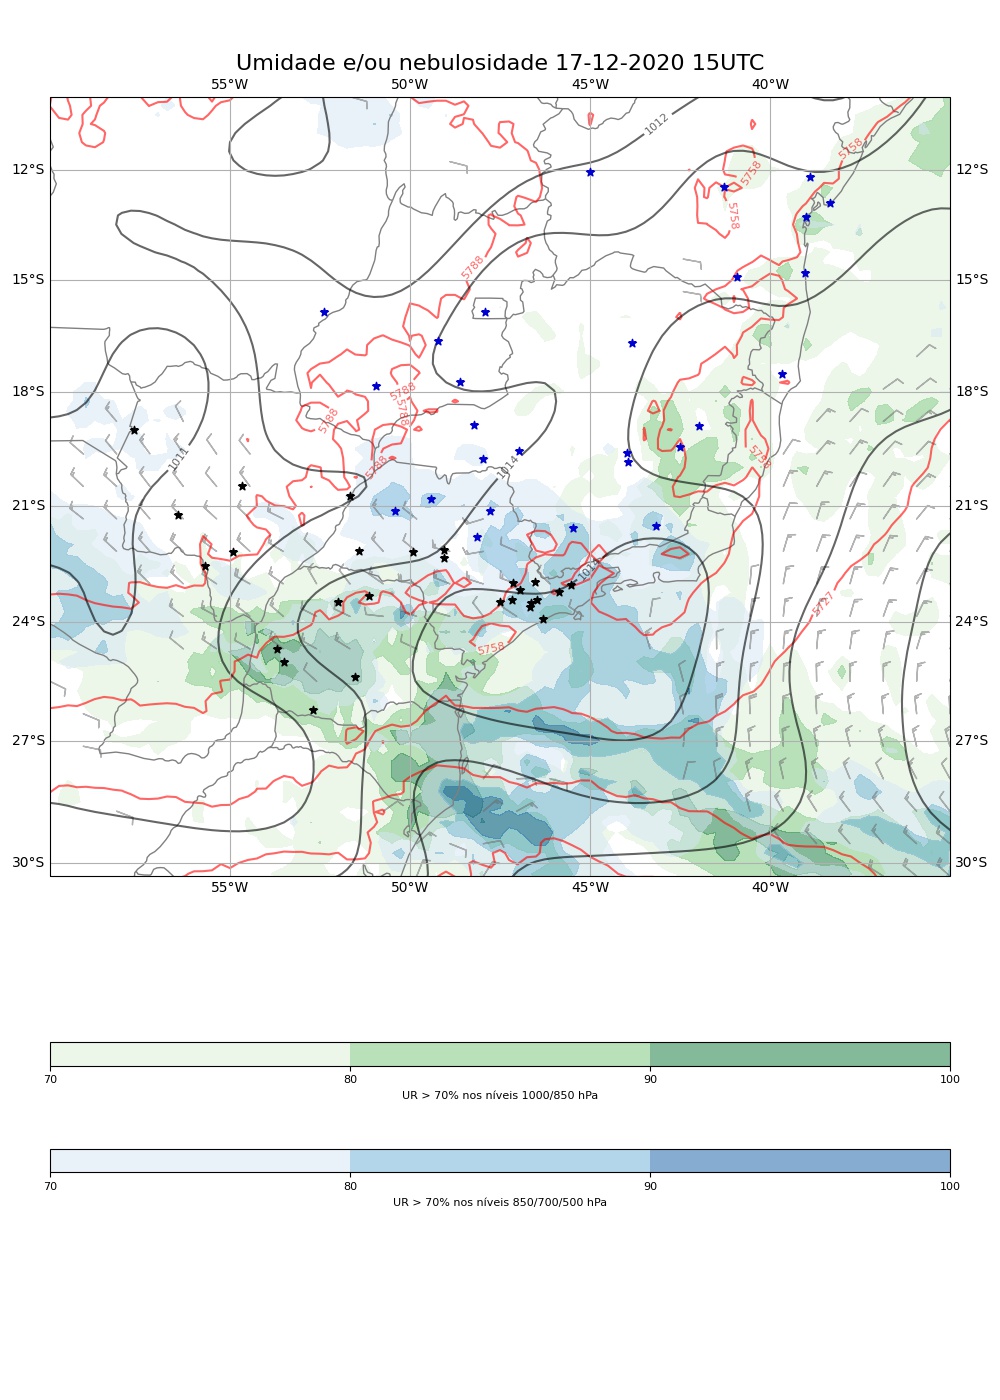 Umidade e/ou nebulosidade 17-12-2020 15UTC
55°W 50°W 45°W 40°W
1012
5758
5758
12°S 12°S
5758
5788
15°S 15°S
5788
18°S 18°S
5788
5788
5758
1011
5788
1014
21°S 21°S
1014
5727
24°S 24°S
5758
27°S 27°S
30°S 30°S
55°W 50°W 45°W 40°W
70 80 90 100
UR > 70% nos níveis 1000/850 hPa
70 80 90 100
UR > 70% nos níveis 850/700/500 hPa